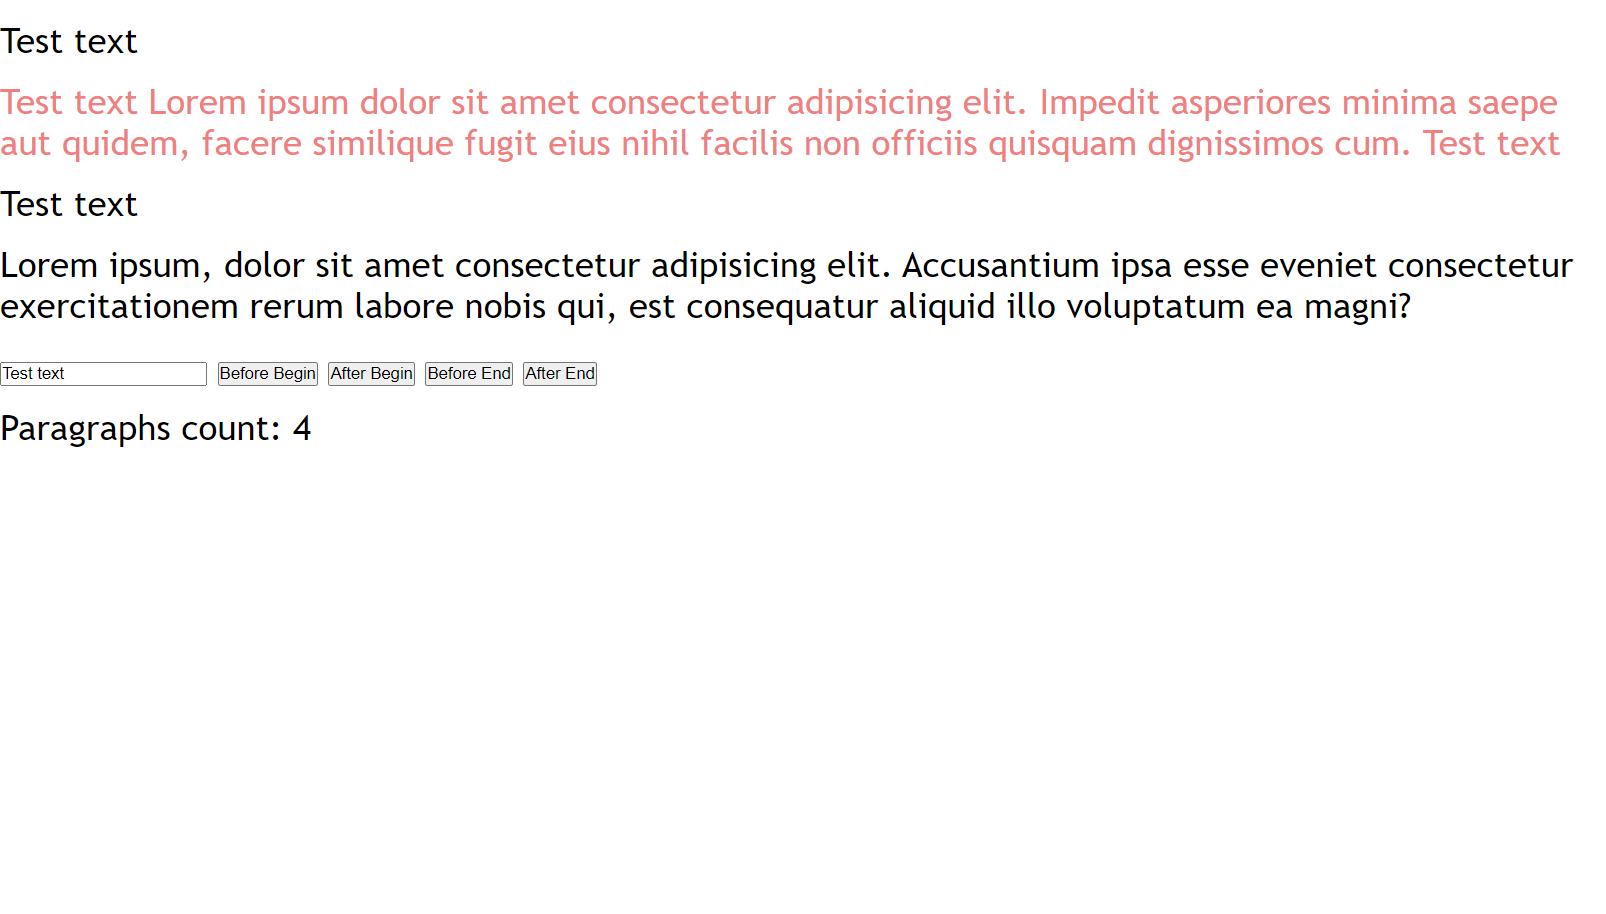 Test text
Test text Lorem ipsum dolor sit amet consectetur adipisicing elit. Impedit asperiores minima saepe
aut quidem, facere similique fugit eius nihil facilis non officiis quisquam dignissimos cum. Test text
Test text
Lorem ipsum, dolor sit amet consectetur adipisicing elit. Accusantium ipsa esse eveniet consectetur
exercitationem rerum labore nobis qui, est consequatur aliquid illo voluptatum ea magni?
Test text Before Begin After Begin Before End After End
Paragraphs count: 4